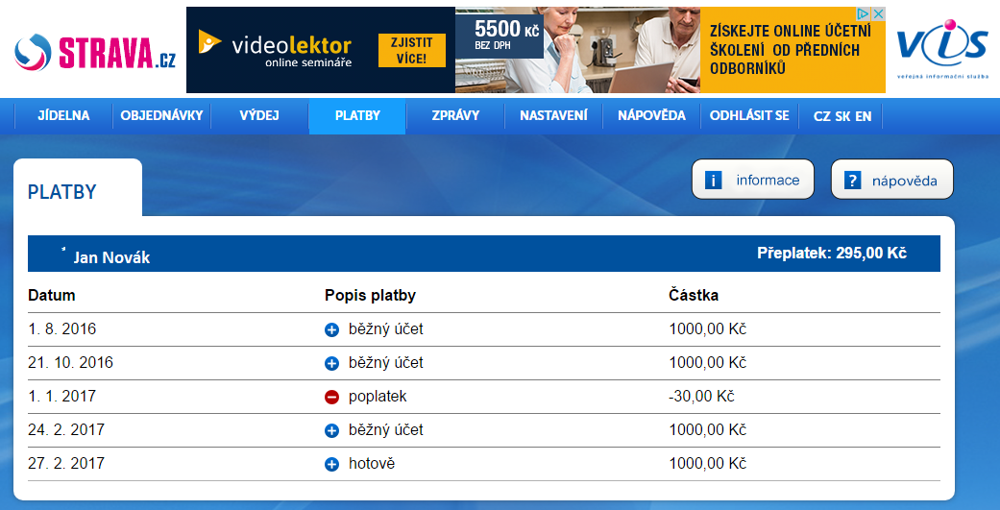 STRAVA.CZ
videolektor
online semináře
ZJISTIT
VÍCE!
5500 KČ
BEZ DPH
ZÍSKEJTE ONLINE ÚČETNÍ
ŠKOLENÍ OD PŘEDNÍCH
ODBORNÍKŮ
VIS
veřejná informační služba
JÍDELNA OBJEDNÁVKY VÝDEJ PLATBY ZPRÁVY NASTAVENÍ NÁPOVĚDA ODHLÁSIT SE CZ SK EN
PLATBY
i informace ? nápověda
Jan Novák Přeplatek: 295,00 Kč
Datum Popis platby Částka
1. 8. 2016 běžný účet 1000,00 Kč
21. 10. 2016 běžný účet 1000,00 Kč
1. 1. 2017 poplatek -30,00 Kč
24. 2. 2017 běžný účet 1000,00 Kč
27. 2. 2017 hotově 1000,00 Kč